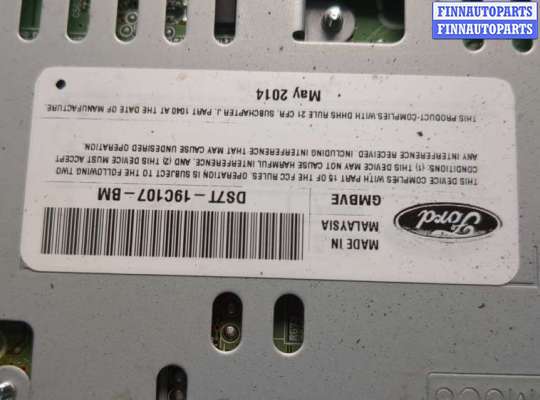 FINNAUTOPARTS
FINNAUTOPARTS
Ford
MADE IN
MALAYSIA
GMBVE
DS7T-19C107-BM
THIS DEVICE COMPLIES WITH PART 15 OF THE FCC RULES. OPERATION IS SUBJECT TO THE FOLLOWING TWO
CONDITIONS: (1) THIS DEVICE MAY NOT CAUSE HARMFUL INTERFERENCE, AND (2) THIS DEVICE MUST ACCEPT
ANY INTERFERENCE RECEIVED, INCLUDING INTERFERENCE THAT MAY CAUSE UNDESIRED OPERATION.
THIS PRODUCT-COMPLIES WITH DHHS RULE 21 CFR, SUBCHAPTER J, PART 1040 AT THE DATE OF MANUFACTURE.
May 2014